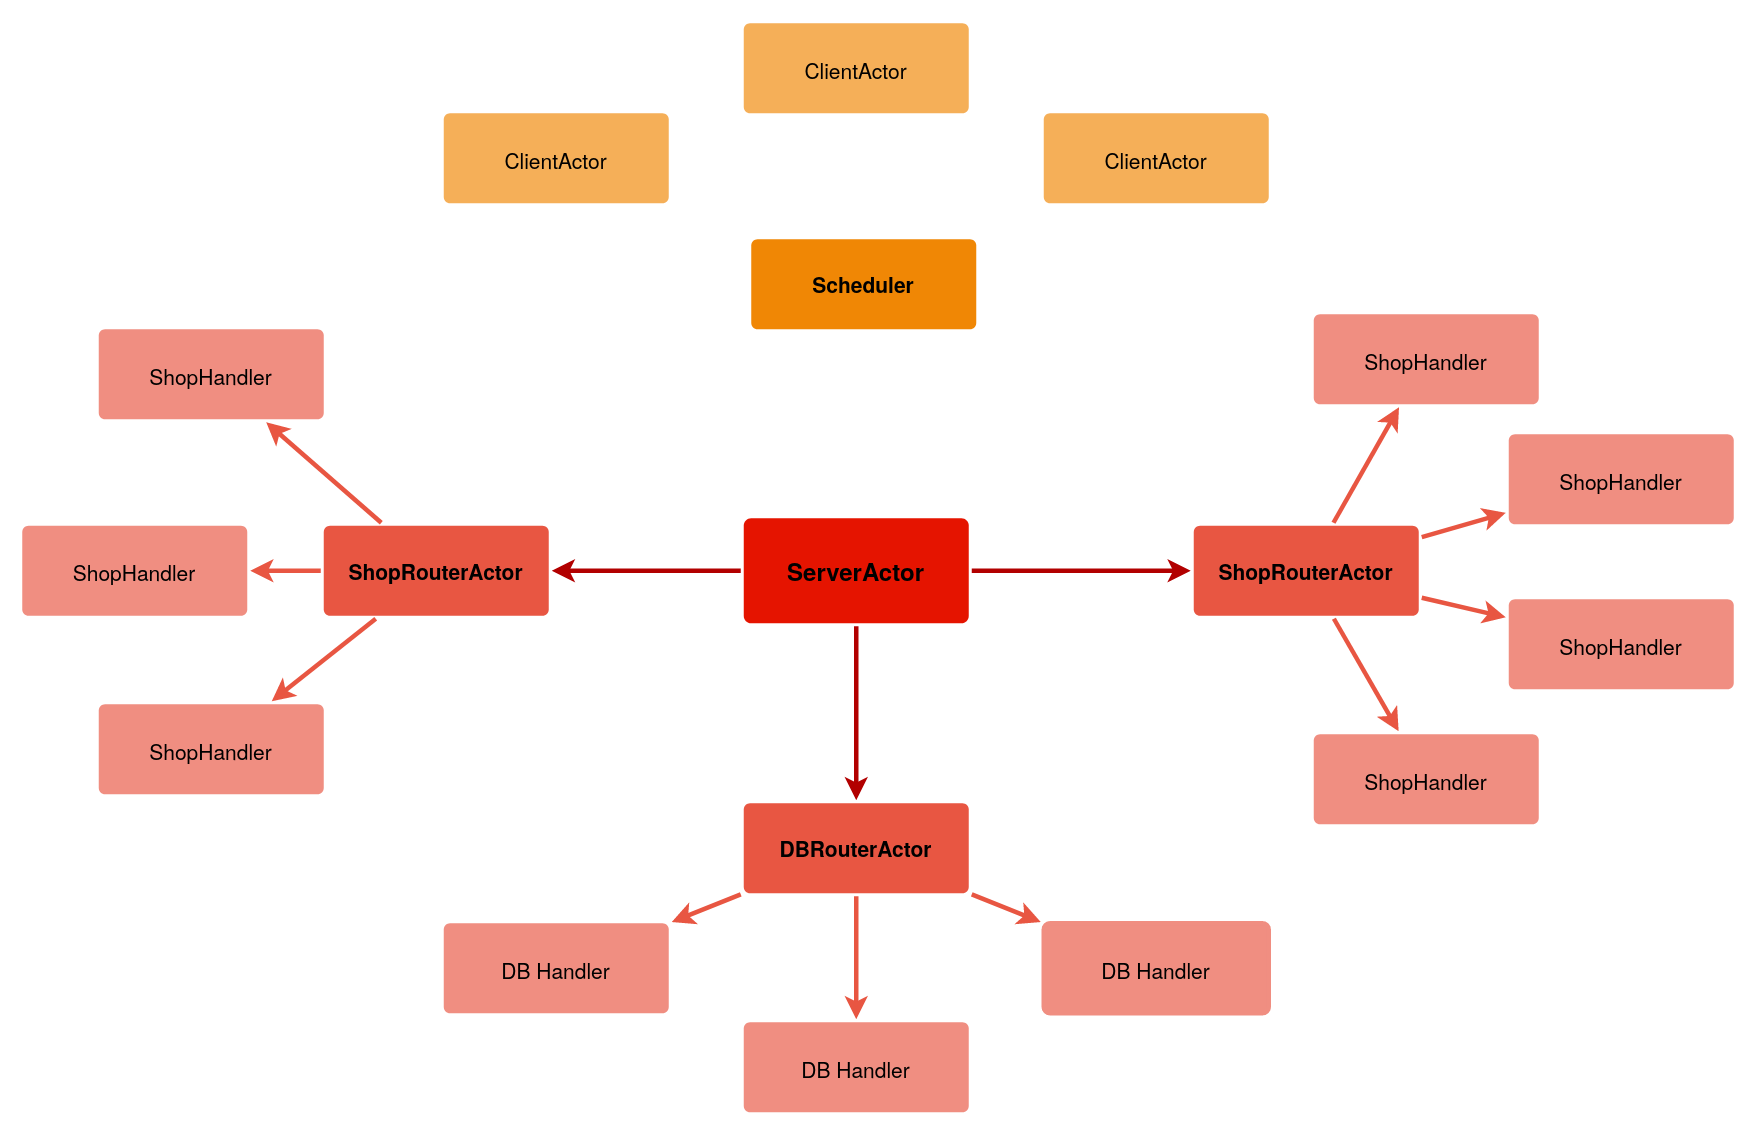 ClientActor
ClientActor
ClientActor
Scheduler
ShopHandler
ShopHandler
ShopHandler
ShopHandler
ShopRouterActor
ServerActor
ShopRouterActor
ShopHandler
ShopHandler
ShopHandler
DBRouterActor
DB Handler
DB Handler
DB Handler